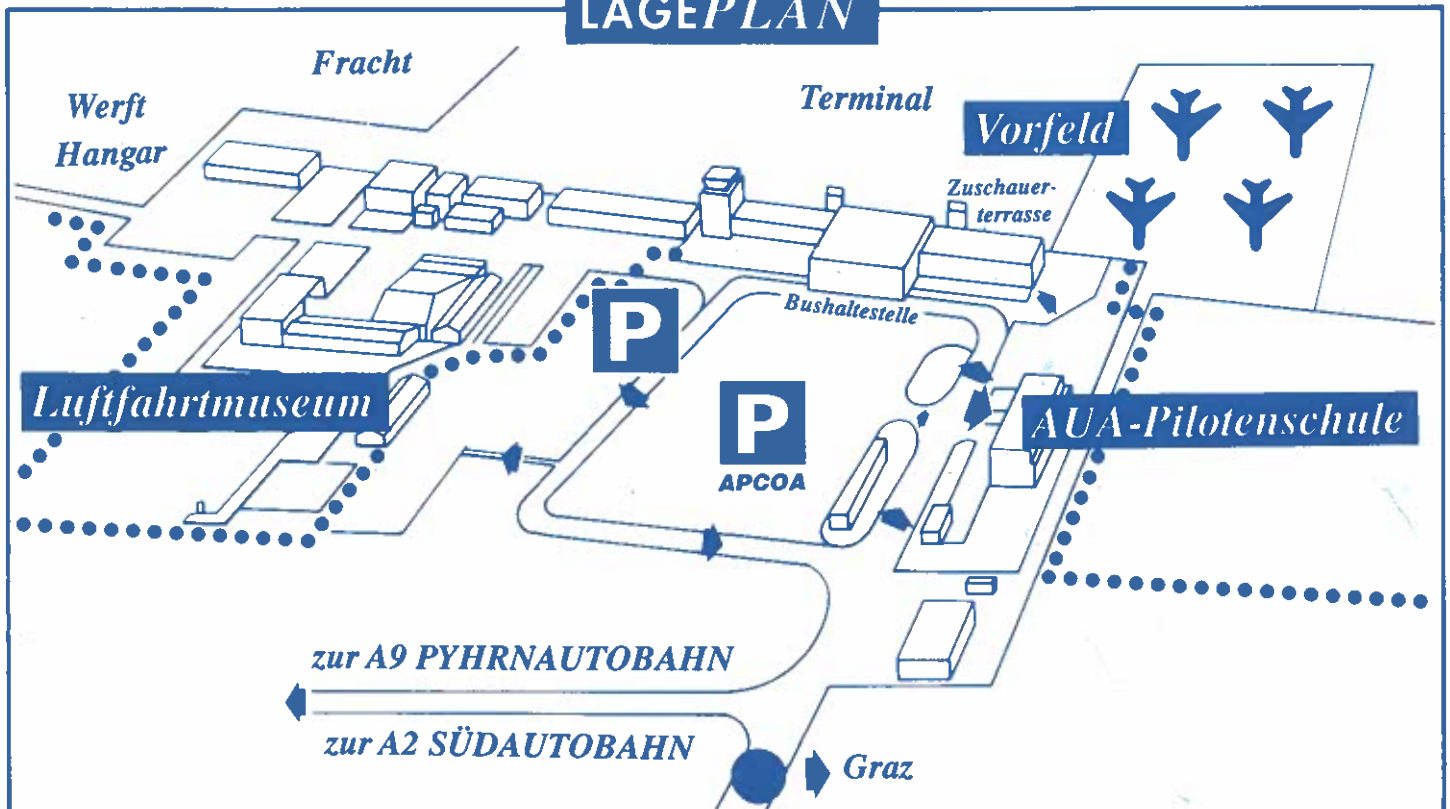 LAGEPLAN
Fracht
Werft
Hangar
Terminal
Vorfeld
Zuschauer-
terrasse
Bushaltestelle
P
P
APCOA
Luftfahrtmuseum
AUA-Pilotenschule
zur A9 PYHRNAUTOBAHN
zur A2 SÜDAUTOBAHN
Graz